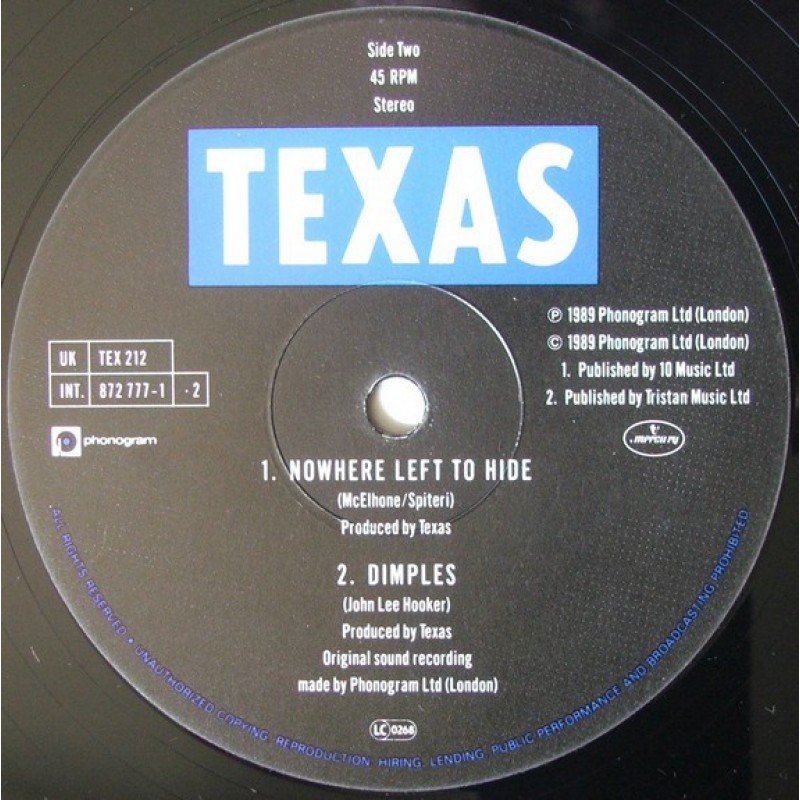 Side Two
45 RPM
Stereo
TEXAS
℗ 1989 Phonogram Ltd (London)
© 1989 Phonogram Ltd (London)
1. Published by 10 Music Ltd
2. Published by Tristan Music Ltd
UK TEX 212
INT. 872 777-1 · 2
phonogram
mercury
1. NOWHERE LEFT TO HIDE
(McElhone/Spiteri)
Produced by Texas
2. DIMPLES
(John Lee Hooker)
Produced by Texas
Original sound recording
made by Phonogram Ltd (London)
LC 0268
ALL RIGHTS RESERVED • UNAUTHORIZED COPYING, REPRODUCTION, HIRING, LENDING, PUBLIC PERFORMANCE AND BROADCASTING PROHIBITED